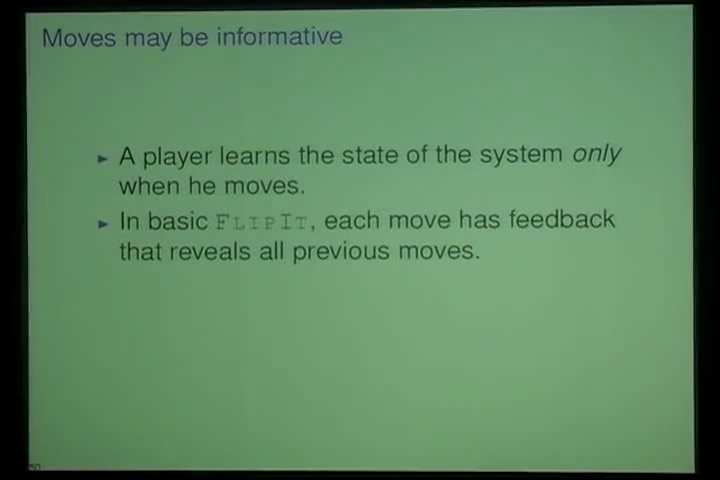 Moves may be informative
► A player learns the state of the system only
when he moves.
► In basic FLIPIT, each move has feedback
that reveals all previous moves.